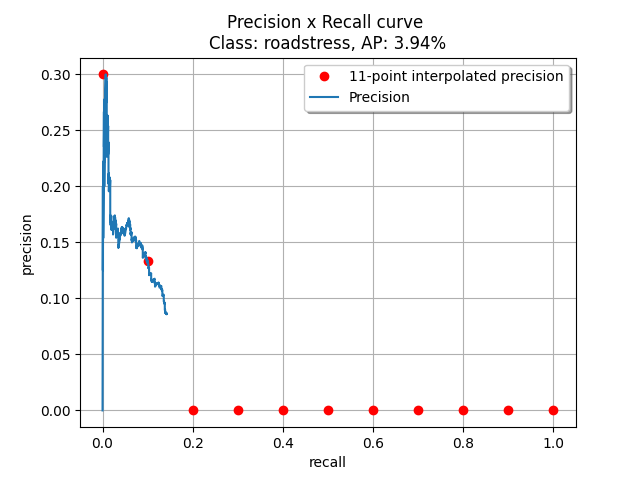 Precision x Recall curve
Class: roadstress, AP: 3.94%
11-point interpolated precision
Precision
0.30
0.25
0.20
0.15
0.10
0.05
0.00
precision
0.0 0.2 0.4 0.6 0.8 1.0
recall